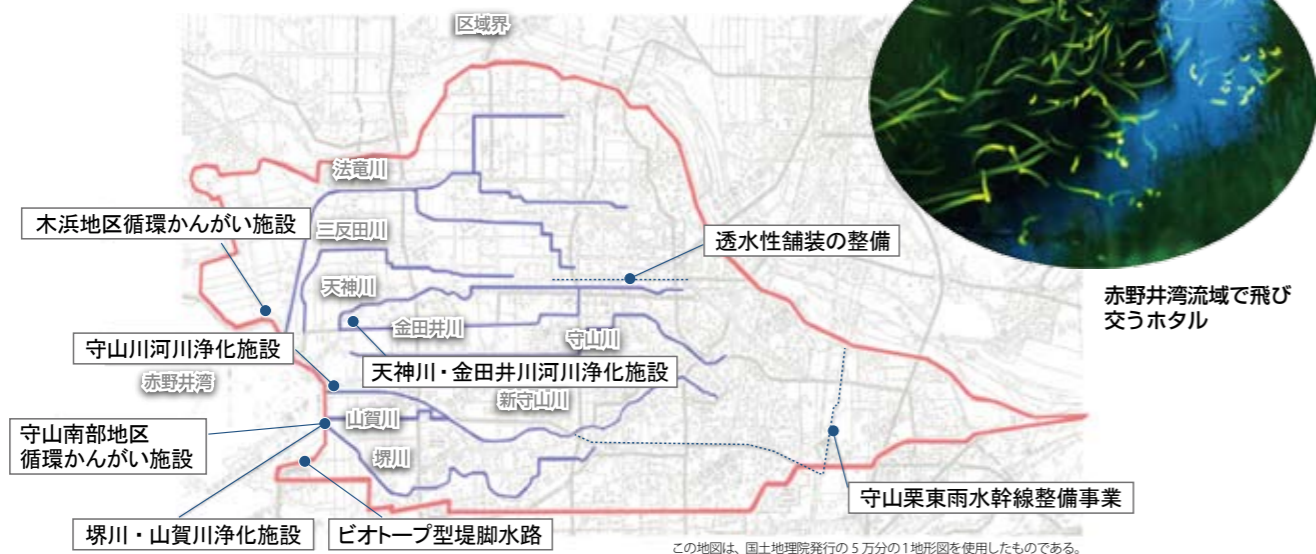 区域界
法竜川
木浜地区循環かんがい施設
三反田川
透水性舗装の整備
天神川
赤野井湾流域で飛び
交うホタル
金田井川
守山川
守山川河川浄化施設
天神川・金田井川河川浄化施設
赤野井湾
新守山川
山賀川
守山南部地区
循環かんがい施設
堺川
守山栗東雨水幹線整備事業
堺川・山賀川浄化施設
ビオトープ型堤脚水路
この地図は、国土地理院発行の5万分の1地形図を使用したものである。